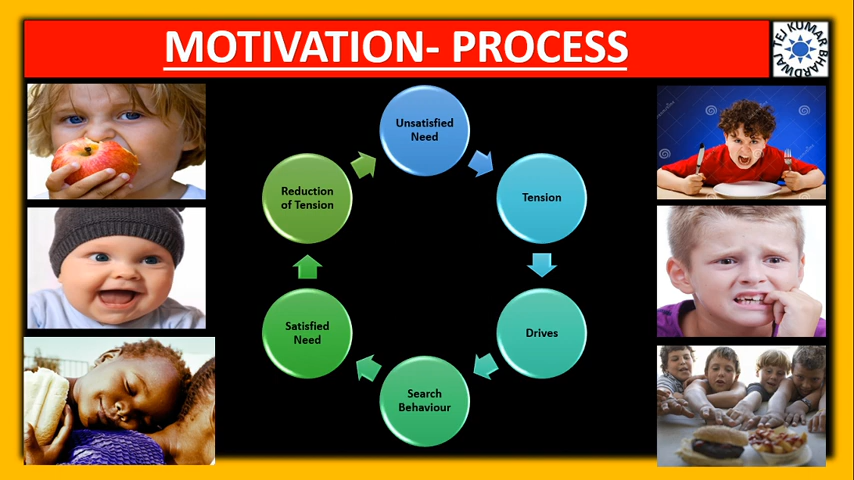 MOTIVATION- PROCESS
TEJ KUMAR BHARDWAJ
Unsatisfied
Need
Tension
Drives
Search
Behaviour
Satisfied
Need
Reduction
of Tension